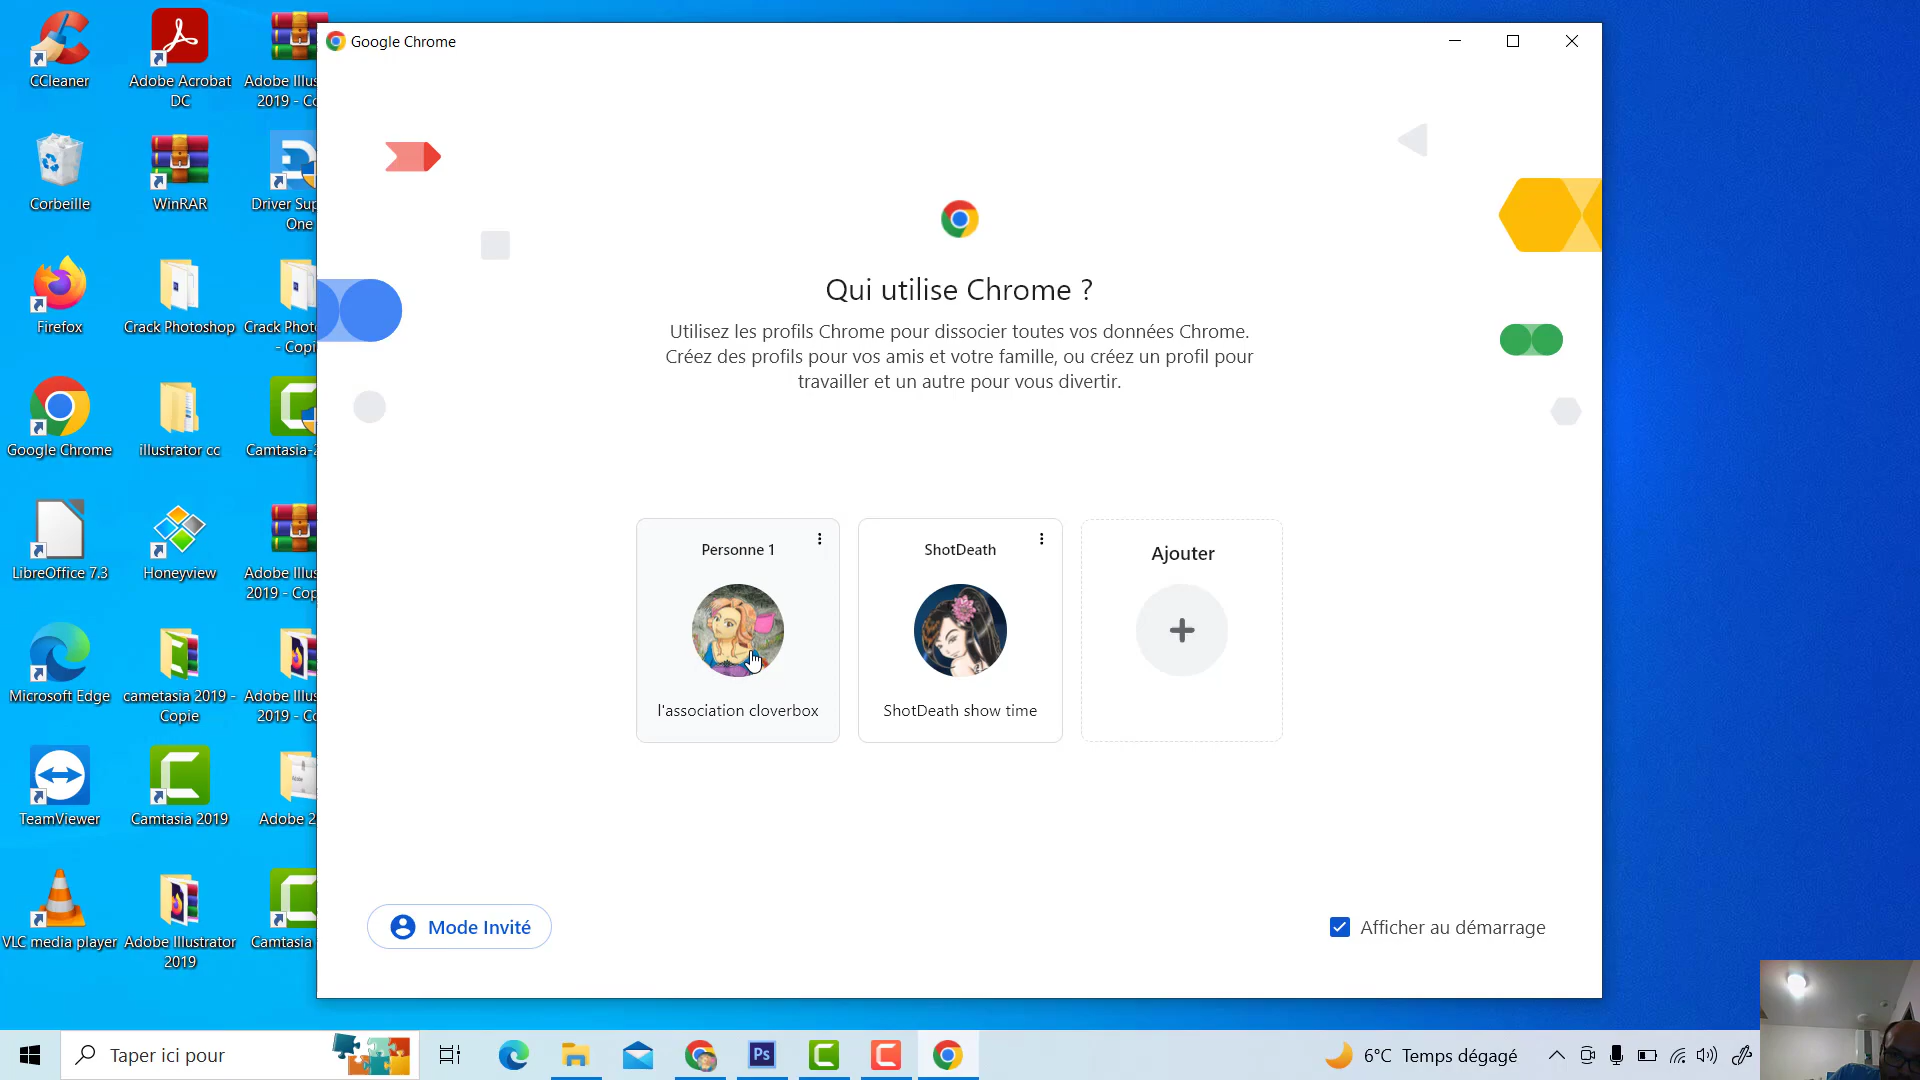 CCleaner
Adobe Acrobat
DC
Adobe Illus
2019 - Co
Corbeille
WinRAR
Driver Sup
One
Firefox
Crack Photoshop
Crack Phot
- Copi
Google Chrome
illustrator cc
Camtasia-2
LibreOffice 7.3
Honeyview
Adobe Illus
2019 - Cop
Microsoft Edge
cametasia 2019 -
Copie
Adobe Illus
2019 - Co
TeamViewer
Camtasia 2019
Adobe 2
VLC media player
Adobe Illustrator
2019
Camtasia
Google Chrome
Qui utilise Chrome ?
Utilisez les profils Chrome pour dissocier toutes vos données Chrome.
Créez des profils pour vos amis et votre famille, ou créez un profil pour
travailler et un autre pour vous divertir.
Personne 1
l'association cloverbox
ShotDeath
ShotDeath show time
Ajouter
Mode Invité
Afficher au démarrage
Taper ici pour
Ps
6°C Temps dégagé